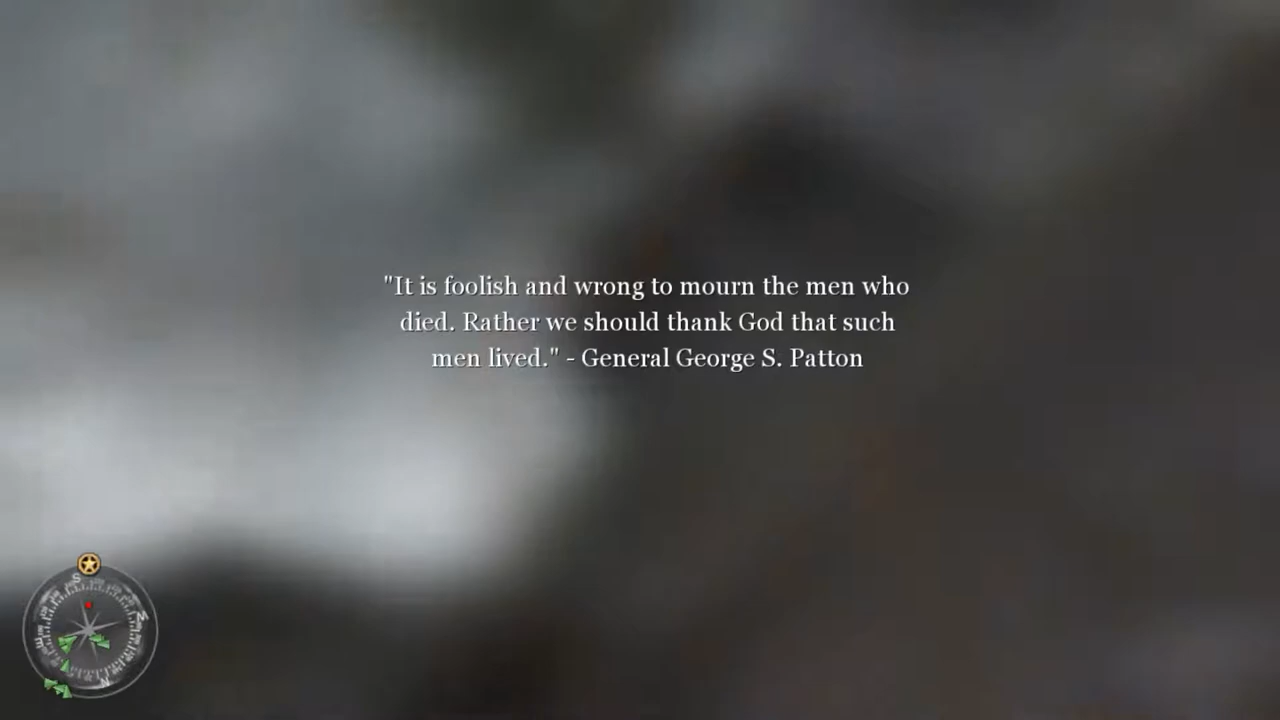 "It is foolish and wrong to mourn the men who
died. Rather we should thank God that such
men lived." - General George S. Patton
S
N
W
N